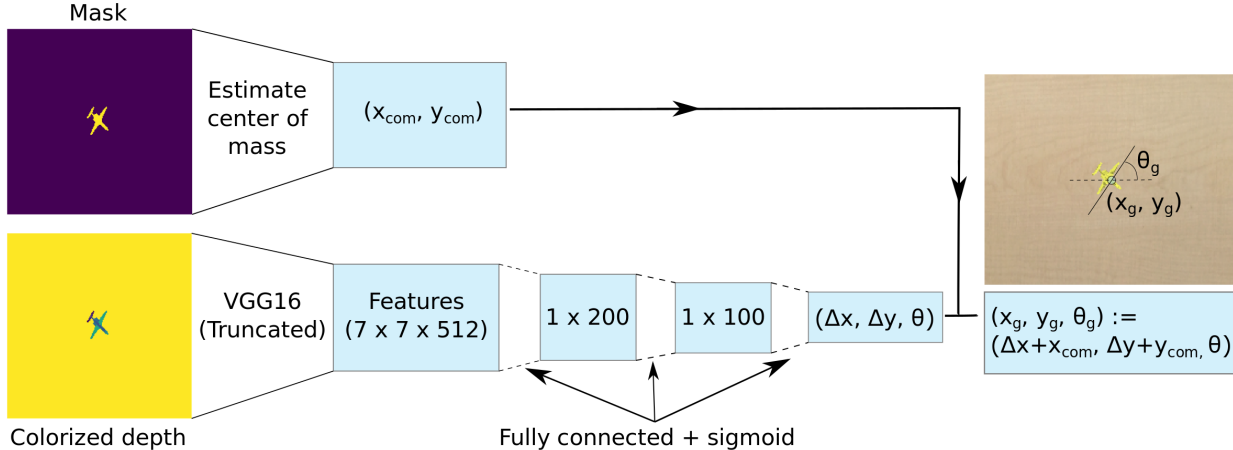 Mask
Estimate
center of
mass
(x_com, y_com)
θ_g
(x_g, y_g)
VGG16
(Truncated)
Features
(7 x 7 x 512)
1 x 200
1 x 100
(Δx, Δy, θ)
(x_g, y_g, θ_g) :=
(Δx+x_com, Δy+y_com, θ)
Colorized depth
Fully connected + sigmoid